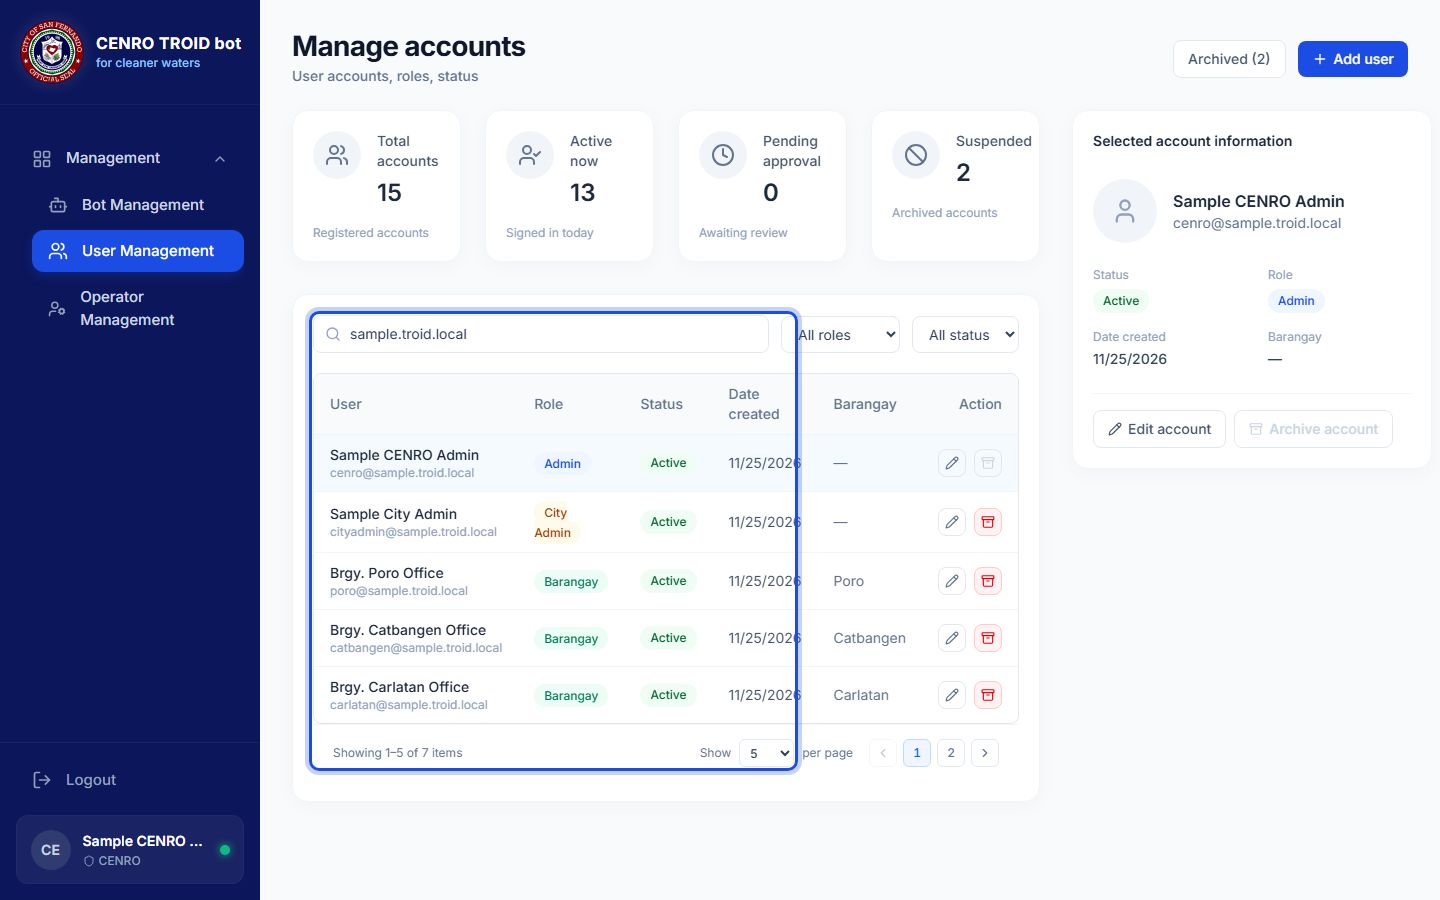 CITY OF SAN FERNANDO
OFFICIAL SEAL
CENRO TROID bot
for cleaner waters
Management
Bot Management
User Management
Operator
Management
Logout
CE
Sample CENRO ...
CENRO
Manage accounts
User accounts, roles, status
Archived (2)
Add user
Total
accounts
15
Registered accounts
Active
now
13
Signed in today
Pending
approval
0
Awaiting review
Suspended
2
Archived accounts
sample.troid.local
All roles
All status
User Role Status Date created Barangay Action
Sample CENRO Admin
cenro@sample.troid.local
Admin Active 11/25/2026 —
Sample City Admin
cityadmin@sample.troid.local
City
Admin
Active 11/25/2026 —
Brgy. Poro Office
poro@sample.troid.local
Barangay Active 11/25/2026 Poro
Brgy. Catbangen Office
catbangen@sample.troid.local
Barangay Active 11/25/2026 Catbangen
Brgy. Carlatan Office
carlatan@sample.troid.local
Barangay Active 11/25/2026 Carlatan
Showing 1–5 of 7 items
Show 5 per page
1 2
Selected account information
Sample CENRO Admin
cenro@sample.troid.local
Status Role
Active Admin
Date created Barangay
11/25/2026 —
Edit account
Archive account